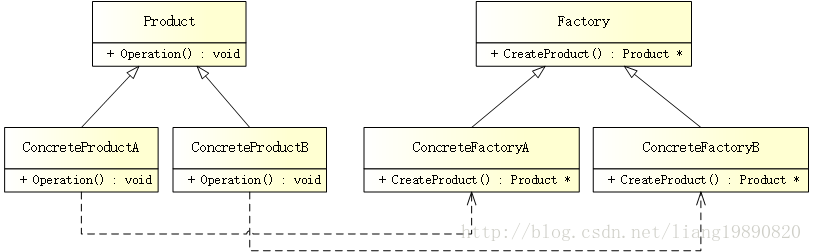 Product
+ Operation() : void
Factory
+ CreateProduct() : Product *
ConcreteProductA
+ Operation() : void
ConcreteProductB
+ Operation() : void
ConcreteFactoryA
+ CreateProduct() : Product *
ConcreteFactoryB
+ CreateProduct() : Product *
http://blog.csdn.net/liang19890820